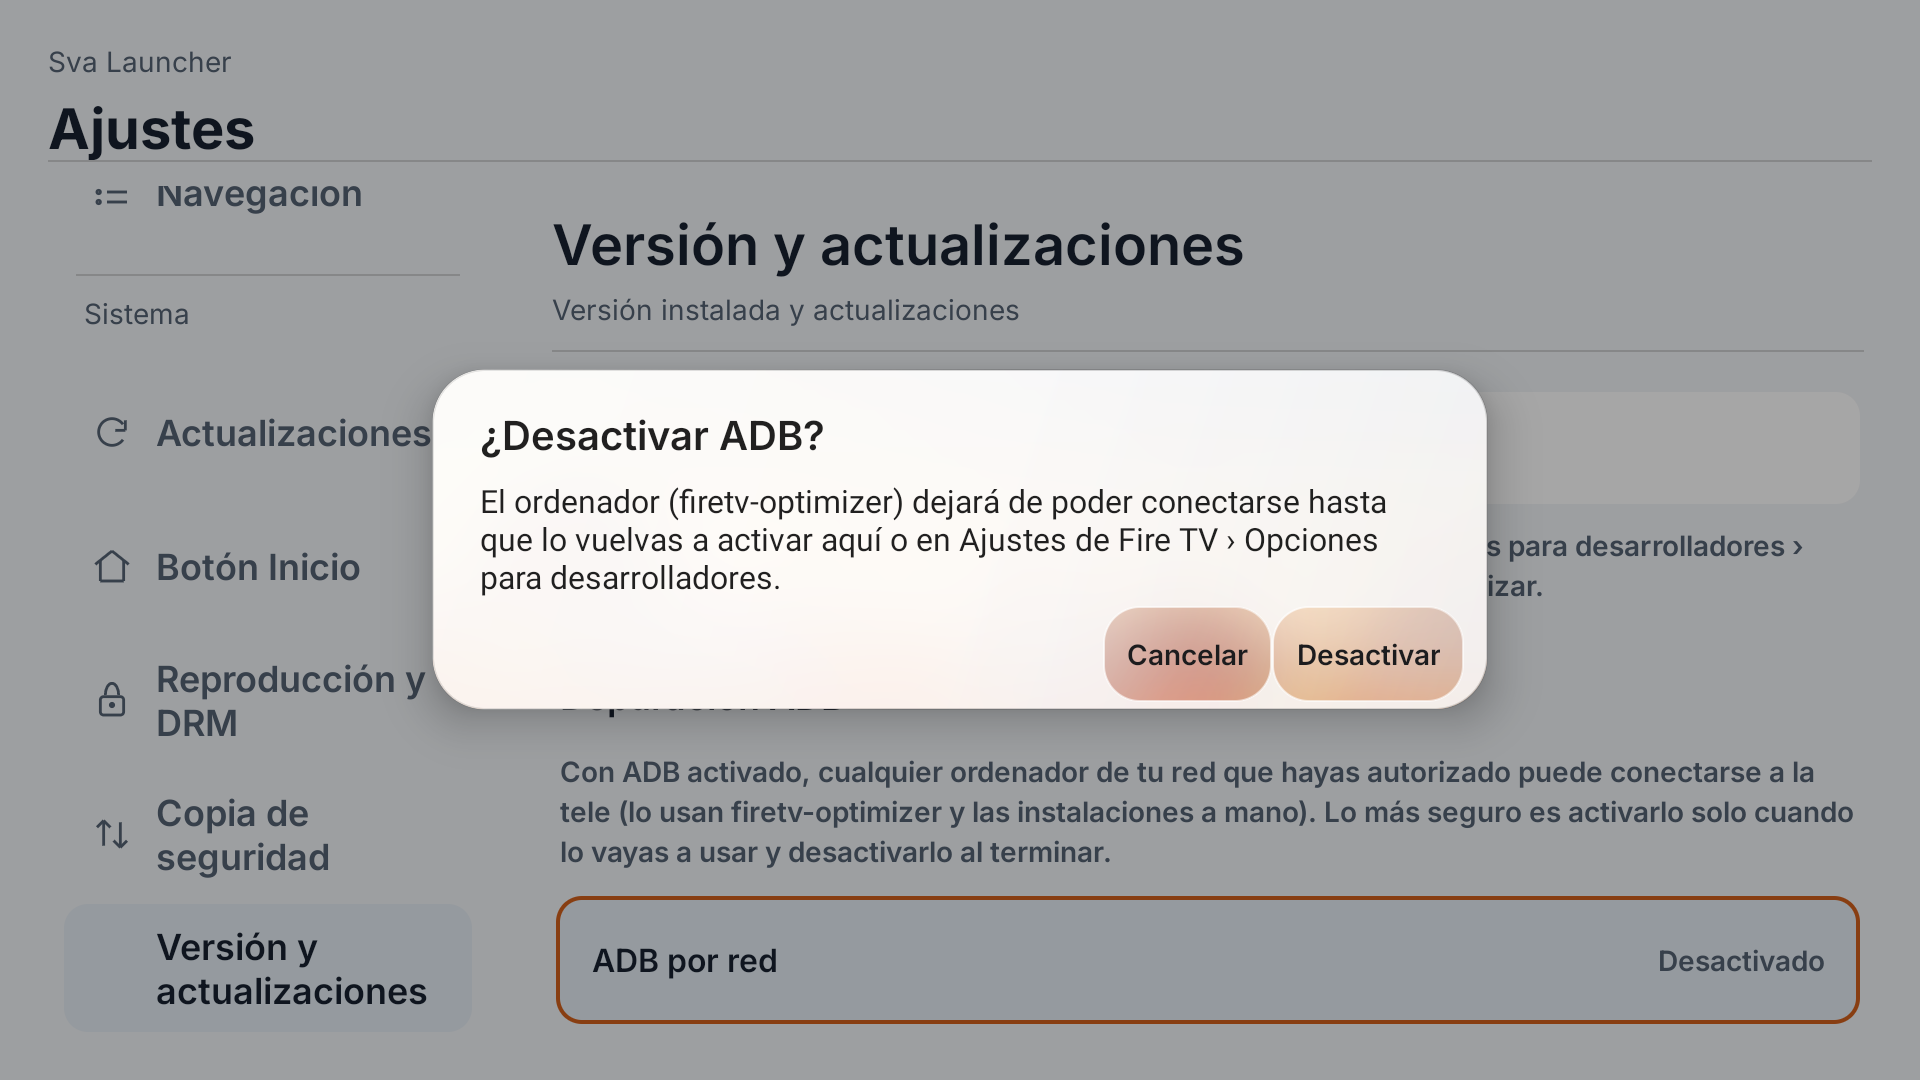 Sva Launcher
Ajustes
Navegación
Sistema
Actualizaciones
Botón Inicio
Reproducción y
DRM
Copia de
seguridad
Versión y
actualizaciones
Versión y actualizaciones
Versión instalada y actualizaciones
s para desarrolladores ›
izar.
¿Desactivar ADB?
El ordenador (firetv-optimizer) dejará de poder conectarse hasta
que lo vuelvas a activar aquí o en Ajustes de Fire TV › Opciones
para desarrolladores.
Cancelar
Desactivar
Con ADB activado, cualquier ordenador de tu red que hayas autorizado puede conectarse a la
tele (lo usan firetv-optimizer y las instalaciones a mano). Lo más seguro es activarlo solo cuando
lo vayas a usar y desactivarlo al terminar.
ADB por red
Desactivado